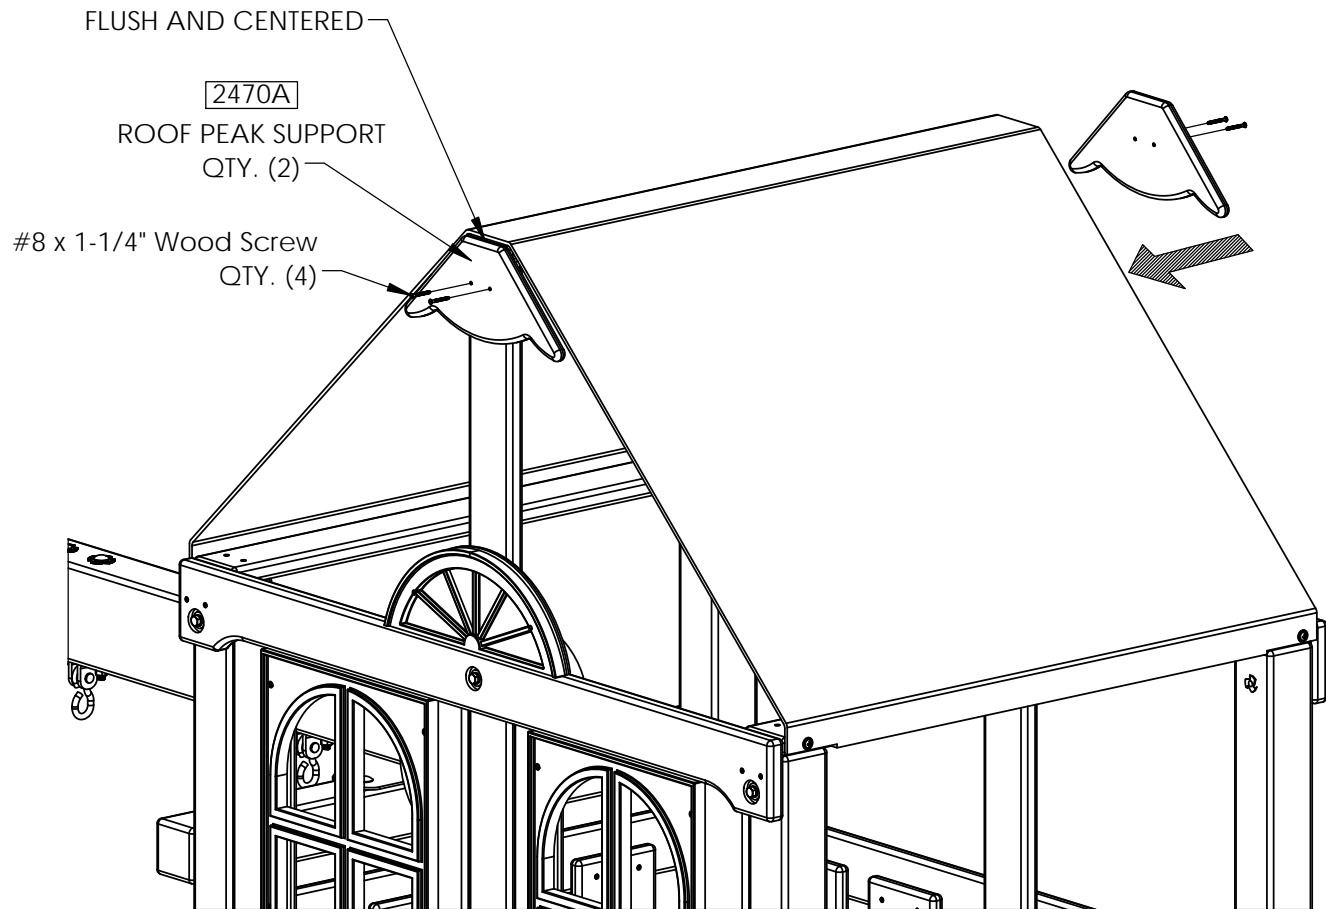 FLUSH AND CENTERED
2470A
ROOF PEAK SUPPORT
QTY. (2)
#8 x 1-1/4" Wood Screw
QTY. (4)